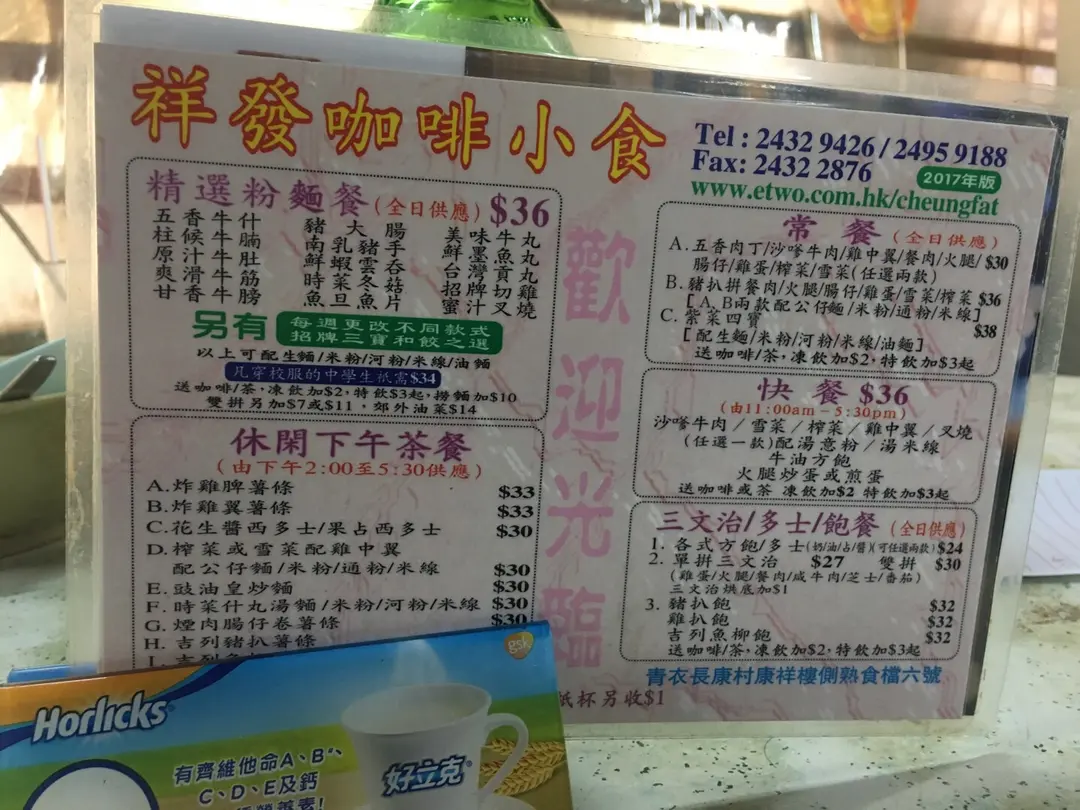 祥發咖啡小食
Tel : 2432 9426 / 2495 9188
Fax: 2432 2876
2017年版
www.etwo.com.hk/cheungfat
精選粉麵餐 (全日供應) $36
五香牛什 豬大腸 美味牛丸
柱候牛腩 南乳豬手 鮮墨魚丸
原汁牛肚 鮮蝦雲吞 台灣貢丸
爽滑牛筋 時菜冬菇 招牌切雞
甘香牛膀 魚旦魚片 蜜汁叉燒
另有 每週更改不同款式
招牌三寶和餃之選
以上可配生麵/米粉/河粉/米線/油麵
凡穿校服的中學生祇需$34
送咖啡/茶，凍飲加$2，特飲$3起，撈麵加$10
雙拼另加$7或$11，郊外油菜$14
休閑下午茶餐
(由下午2:00至5:30供應)
A.炸雞脾薯條 $33
B.炸雞翼薯條 $33
C.花生醬西多士/果占西多士 $30
D.榨菜或雪菜配雞中翼
配公仔麵/米粉/通粉/米線 $30
E.豉油皇炒麵 $30
F.時菜什丸湯麵/米粉/河粉/米線 $30
G.煙肉腸仔卷薯條 $30
H.吉列豬扒薯條
歡迎光臨
常餐 (全日供應)
A.五香肉丁/沙嗲牛肉/雞中翼/餐肉/火腿/
腸仔/雞蛋/榨菜/雪菜(任選兩款) $30
B.豬扒拼餐肉/火腿/腸仔/雞蛋/雪菜/榨菜 $36
[A,B兩款配公仔麵/米粉/通粉/米線]
C.紫菜四寶 $38
[配生麵/米粉/河粉/米線/油麵]
送咖啡/茶，凍飲加$2，特飲加$3起
快餐 $36
(由11:00am－5:30pm)
沙嗲牛肉/雪菜/榨菜/雞中翼/叉燒
(任選一款)配湯意粉/湯米線
牛油方飽
火腿炒蛋或煎蛋
送咖啡或茶 凍飲加$2 特飲加$3起
三文治/多士/飽餐 (全日供應)
1. 各式方飽/多士(奶/油/占/醬)(可任選兩款) $24
2. 單拼三文治 $27 雙拼 $30
(雞蛋/火腿/餐肉/咸牛肉/芝士/番茄)
三文治烘底加$1
3. 豬扒飽 $32
雞扒飽 $32
吉列魚柳飽 $32
送咖啡/茶，凍飲加$2，特飲加$3起
青衣長康村康祥樓側熟食檔六號
紙杯另收$1
gsk
Horlicks
好立克
有齊維他命A、B
C、D、E及鈣